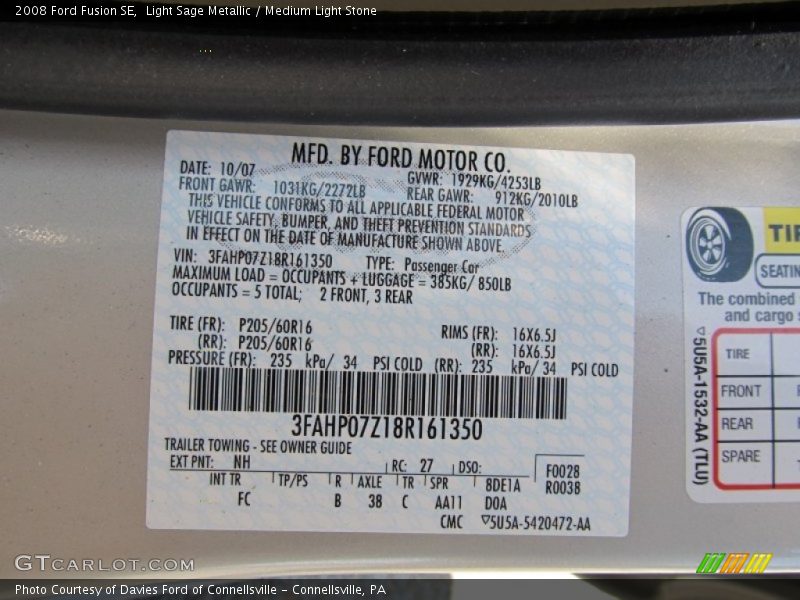 2008 Ford Fusion SE, Light Sage Metallic / Medium Light Stone
MFD. BY FORD MOTOR CO.
DATE: 10/07 GVWR: 1929KG/4253LB
FRONT GAWR: 1031KG/2272LB REAR GAWR: 912KG/2010LB
THIS VEHICLE CONFORMS TO ALL APPLICABLE FEDERAL MOTOR
VEHICLE SAFETY, BUMPER, AND THEFT PREVENTION STANDARDS
IN EFFECT ON THE DATE OF MANUFACTURE SHOWN ABOVE.
VIN: 3FAHP07Z18R161350 TYPE: Passenger Car
MAXIMUM LOAD = OCCUPANTS + LUGGAGE = 385KG/ 850LB
OCCUPANTS = 5 TOTAL; 2 FRONT, 3 REAR
TIRE (FR): P205/60R16 RIMS (FR): 16X6.5J
(RR): P205/60R16 (RR): 16X6.5J
PRESSURE (FR): 235 kPa/ 34 PSI COLD (RR): 235 kPa/ 34 PSI COLD
3FAHP07Z18R161350
TRAILER TOWING - SEE OWNER GUIDE
EXT PNT: NH RC: 27 DSO: F0028
INT TR TP/PS R AXLE TR SPR 8DE1A R0038
FC B 38 C AA11 D0A
CMC ▽5U5A-5420472-AA
TI
SEATIN
The combined
and cargo
TIRE
FRONT
REAR
SPARE
▽5U5A-1532-AA (TLU)
GTCARLOT.COM
Photo Courtesy of Davies Ford of Connellsville - Connellsville, PA